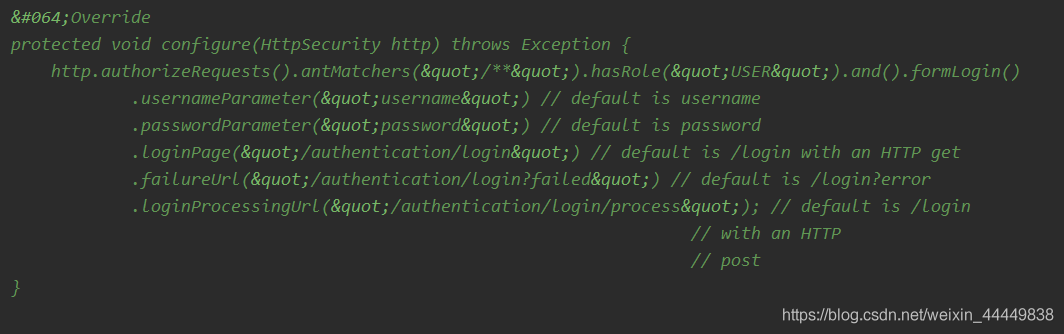 &#064;Override
protected void configure(HttpSecurity http) throws Exception {
    http.authorizeRequests().antMatchers(&quot;/**&quot;).hasRole(&quot;USER&quot;).and().formLogin()
            .usernameParameter(&quot;username&quot;) // default is username
            .passwordParameter(&quot;password&quot;) // default is password
            .loginPage(&quot;/authentication/login&quot;) // default is /login with an HTTP get
            .failureUrl(&quot;/authentication/login?failed&quot;) // default is /login?error
            .loginProcessingUrl(&quot;/authentication/login/process&quot;); // default is /login
                                                                    // with an HTTP
                                                                    // post
}
https://blog.csdn.net/weixin_44449838